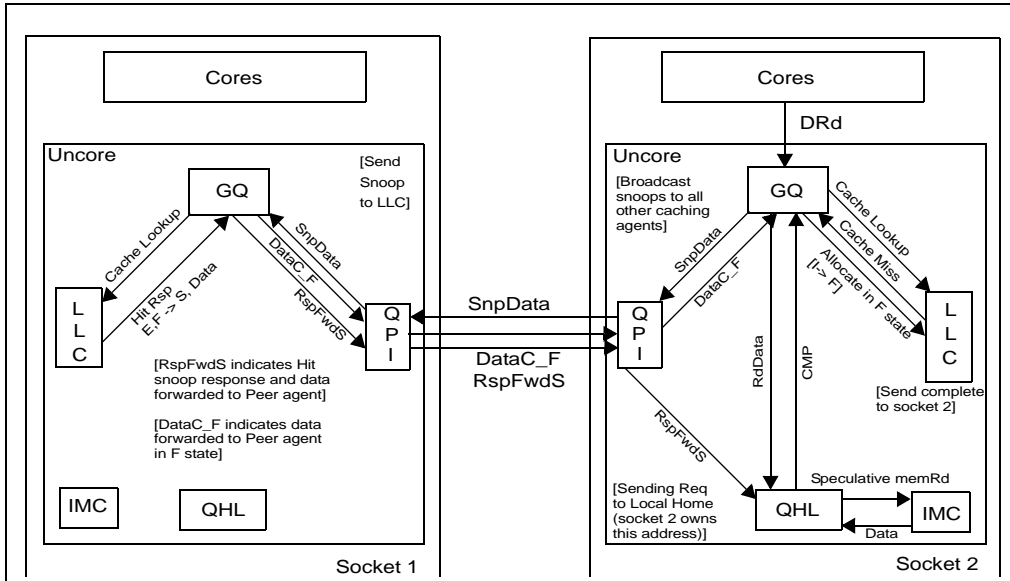 Cores
Uncore
[Send
Snoop
to LLC]
GQ
Cache Lookup
Hit Rsp
E,F -> S, Data
SnpData
DataC_F
RspFwdS
L
L
C
Q
P
I
[RspFwdS indicates Hit
snoop response and data
forwarded to Peer agent]
[DataC_F indicates data
forwarded to Peer agent
in F state]
IMC
QHL
Socket 1
SnpData
DataC_F
RspFwdS
Cores
DRd
Uncore
[Broadcast
snoops to all
other caching
agents]
GQ
Cache Lookup
Cache Miss
Allocate in F state
[I-> F]
SnpData
DataC_F
Q
P
I
L
L
C
RdData
CMP
[Send complete
to socket 2]
RspFwdS
[Sending Req
to Local Home
(socket 2 owns
this address)]
QHL
Speculative memRd
Data
IMC
Socket 2